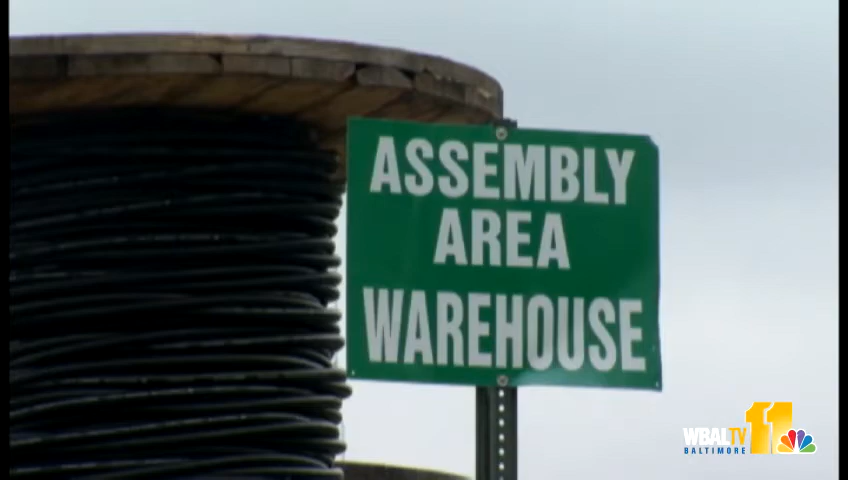 ASSEMBLY
AREA
WAREHOUSE
WBALTV 11
BALTIMORE